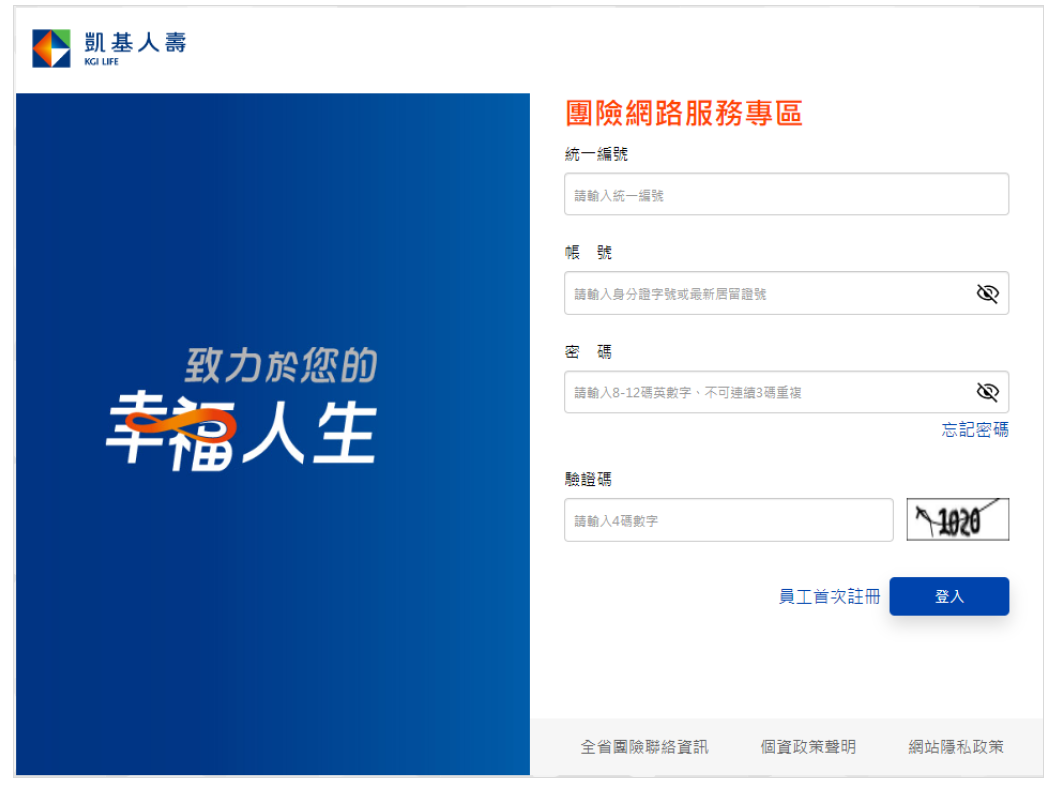 凱基人壽
KGI LIFE
致力於您的
幸福人生
團險網路服務專區
統一編號
請輸入統一編號
帳 號
請輸入身分證字號或最新居留證號
密 碼
請輸入8-12碼英數字、不可連續3碼重複
忘記密碼
驗證碼
請輸入4碼數字
1020
員工首次註冊
登入
全省團險聯絡資訊
個資政策聲明
網站隱私政策